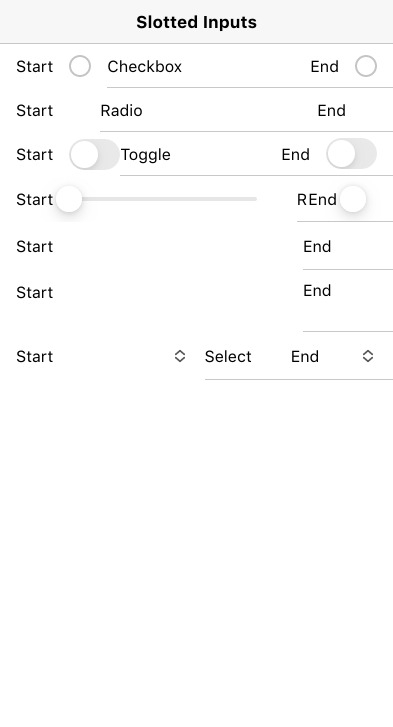 Slotted Inputs
Start Checkbox End
Start Radio End
Start Toggle End
Start REnd
Start End
Start End
Start Select End